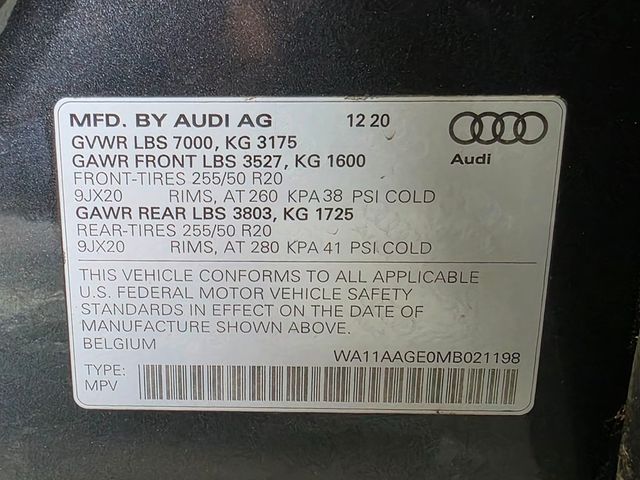 MFD. BY AUDI AG 12 20
GVWR LBS 7000, KG 3175
GAWR FRONT LBS 3527, KG 1600
FRONT-TIRES 255/50 R20
9JX20 RIMS, AT 260 KPA 38 PSI COLD
GAWR REAR LBS 3803, KG 1725
REAR-TIRES 255/50 R20
9JX20 RIMS, AT 280 KPA 41 PSI COLD
Audi
THIS VEHICLE CONFORMS TO ALL APPLICABLE
U.S. FEDERAL MOTOR VEHICLE SAFETY
STANDARDS IN EFFECT ON THE DATE OF
MANUFACTURE SHOWN ABOVE.
BELGIUM WA11AAGE0MB021198
TYPE:
MPV